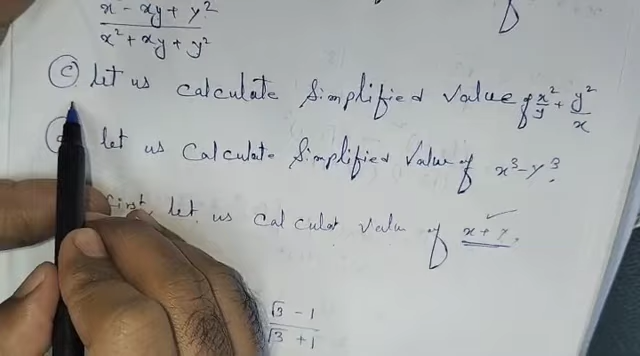 x² - xy + y²
x² + xy + y²
(C) Let us calculate Simplified Value of x²/y + y²/x
let us Calculate Simplified Value of x³-y³.
first, let us Calculat Value of x + y.
√3 - 1
√3 + 1